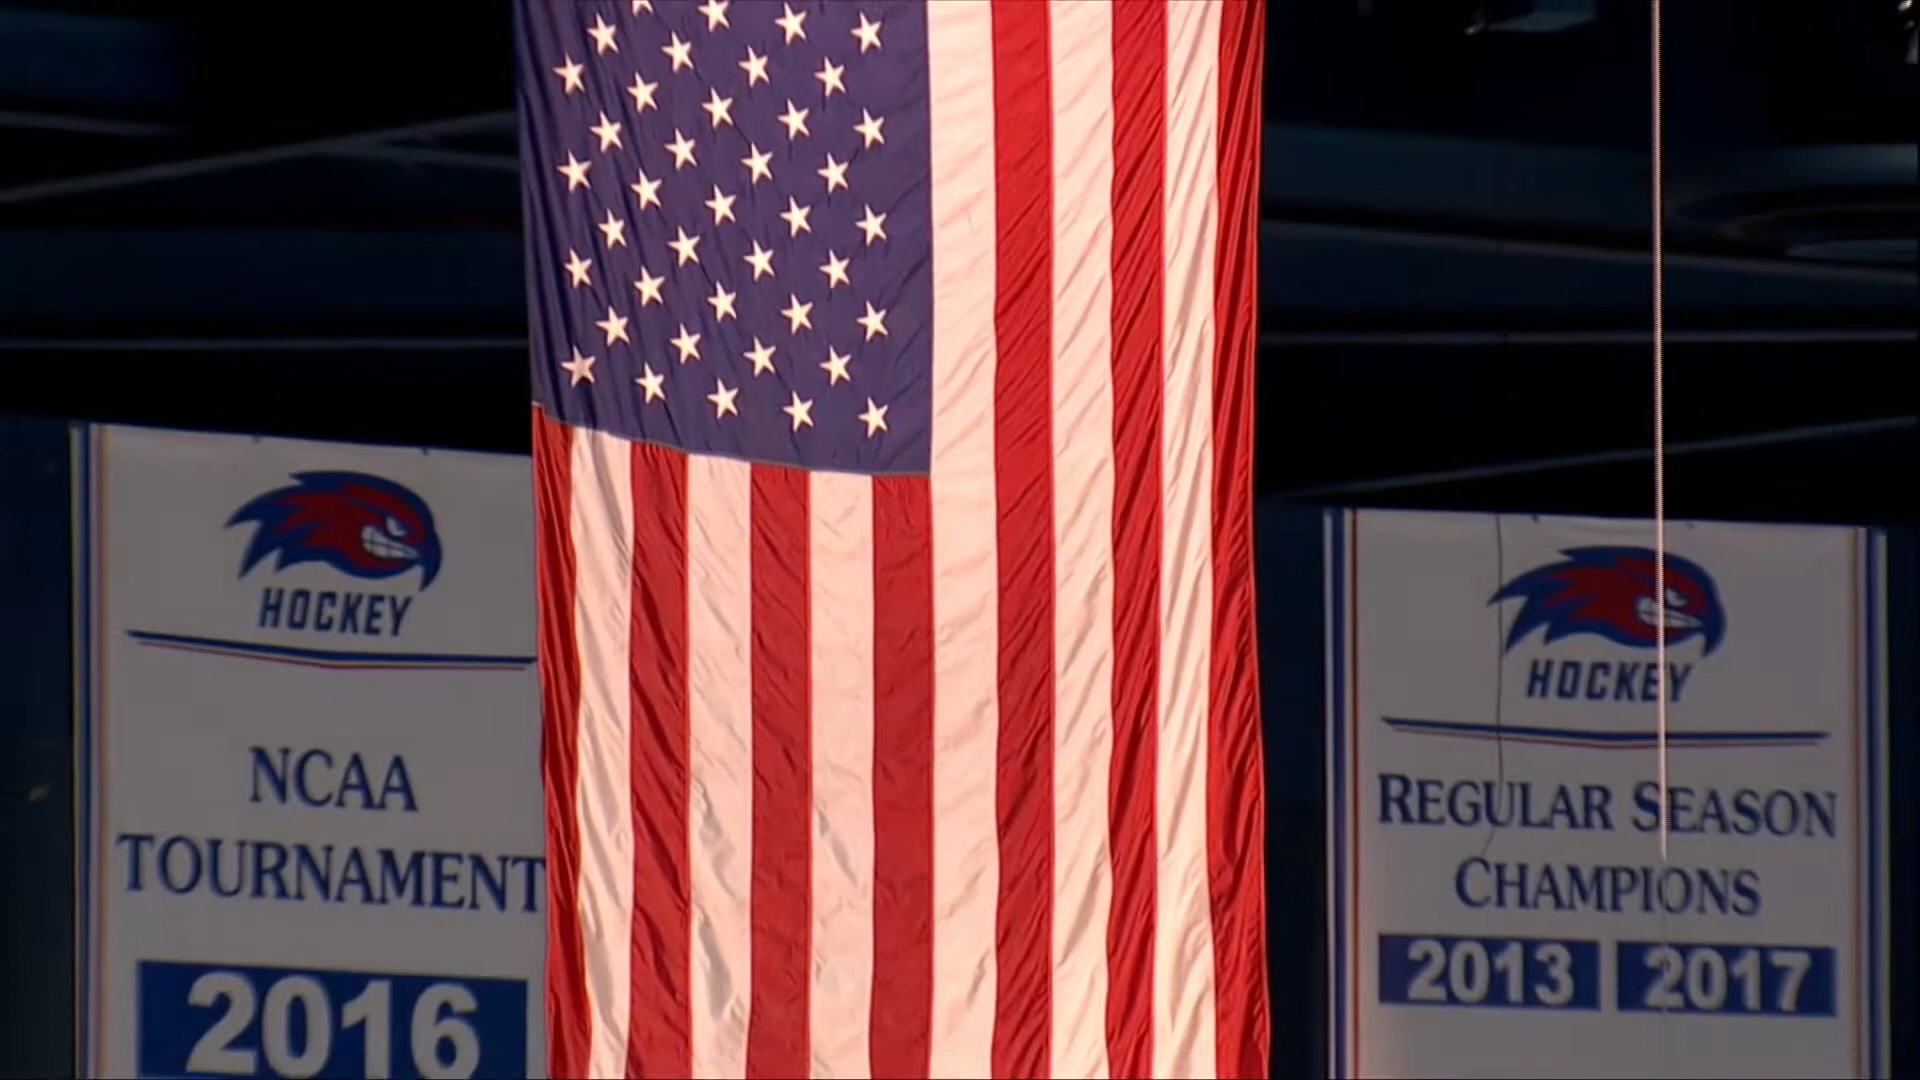 HOCKEY
NCAA
TOURNAMENT
2016
HOCKEY
REGULAR SEASON
CHAMPIONS
2013 2017